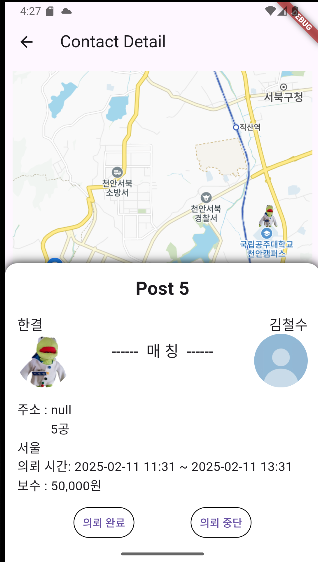 4:27
Contact Detail
서북구청
직산역
천안서북
소방서
천안서북
경찰서
국립공주대학교
천안캠퍼스
Post 5
한결
김철수
------ 매 칭 ------
주소 : null
5공
서울
의뢰 시간: 2025-02-11 11:31 ~ 2025-02-11 13:31
보수 : 50,000원
의뢰 완료
의뢰 중단